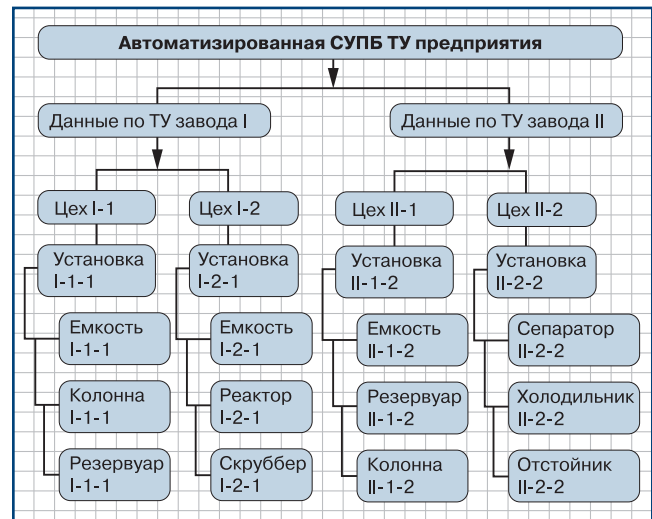 Автоматизированная СУПБ ТУ предприятия
Данные по ТУ завода I
Данные по ТУ завода II
Цех I-1
Цех I-2
Цех II-1
Цех II-2
Установка
I-1-1
Установка
I-2-1
Установка
II-1-2
Установка
II-2-2
Емкость
I-1-1
Емкость
I-2-1
Емкость
II-1-2
Сепаратор
II-2-2
Колонна
I-1-1
Реактор
I-2-1
Резервуар
II-1-2
Холодильник
II-2-2
Резервуар
I-1-1
Скруббер
I-2-1
Колонна
II-1-2
Отстойник
II-2-2